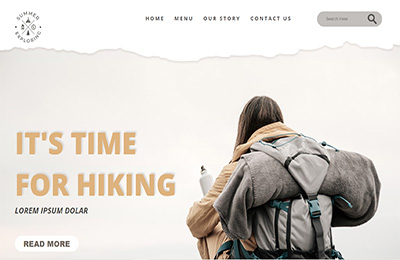 SUMMER
EXPLORING
HOME MENU OUR STORY CONTACT US
Search here
IT'S TIME
FOR HIKING
LOREM IPSUM DOLAR
READ MORE